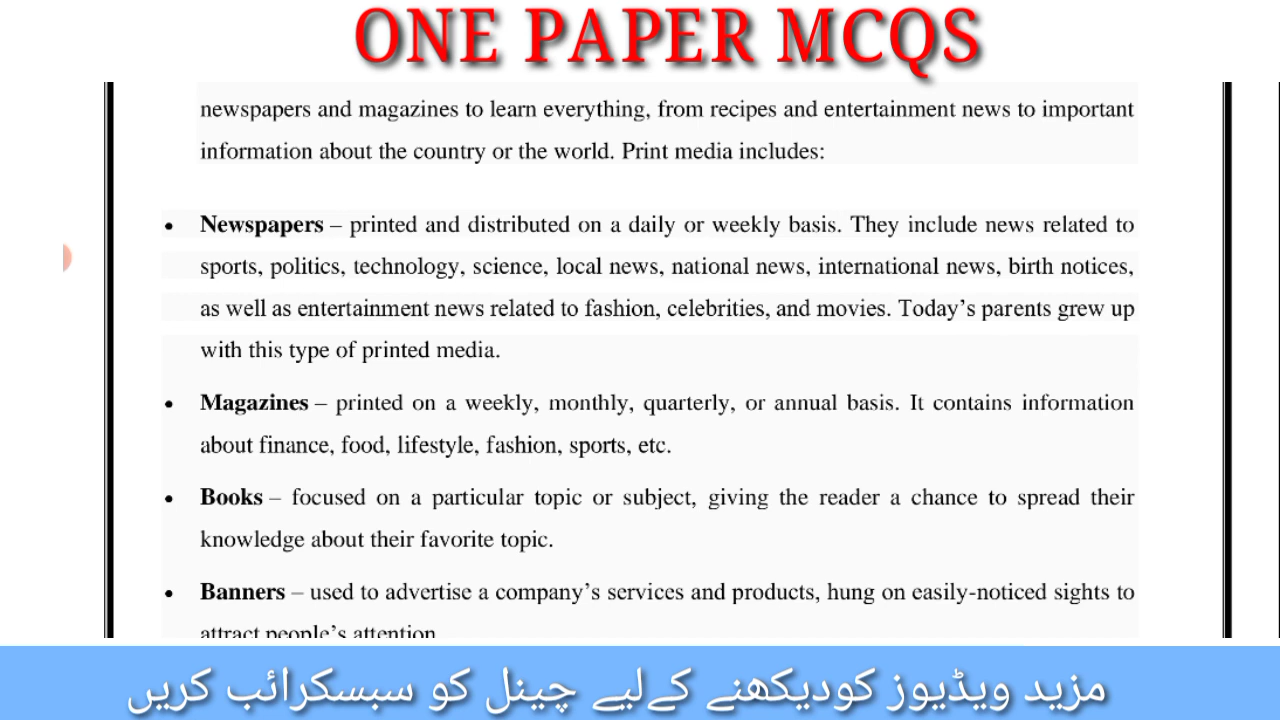 ONE PAPER MCQS
newspapers and magazines to learn everything, from recipes and entertainment news to important
information about the country or the world. Print media includes:
• Newspapers – printed and distributed on a daily or weekly basis. They include news related to
sports, politics, technology, science, local news, national news, international news, birth notices,
as well as entertainment news related to fashion, celebrities, and movies. Today’s parents grew up
with this type of printed media.
• Magazines – printed on a weekly, monthly, quarterly, or annual basis. It contains information
about finance, food, lifestyle, fashion, sports, etc.
• Books – focused on a particular topic or subject, giving the reader a chance to spread their
knowledge about their favorite topic.
• Banners – used to advertise a company’s services and products, hung on easily-noticed sights to
attract people’s attention
مزید ویڈیوز کودیکھنے کےلیے چینل کو سبسکرائب کریں